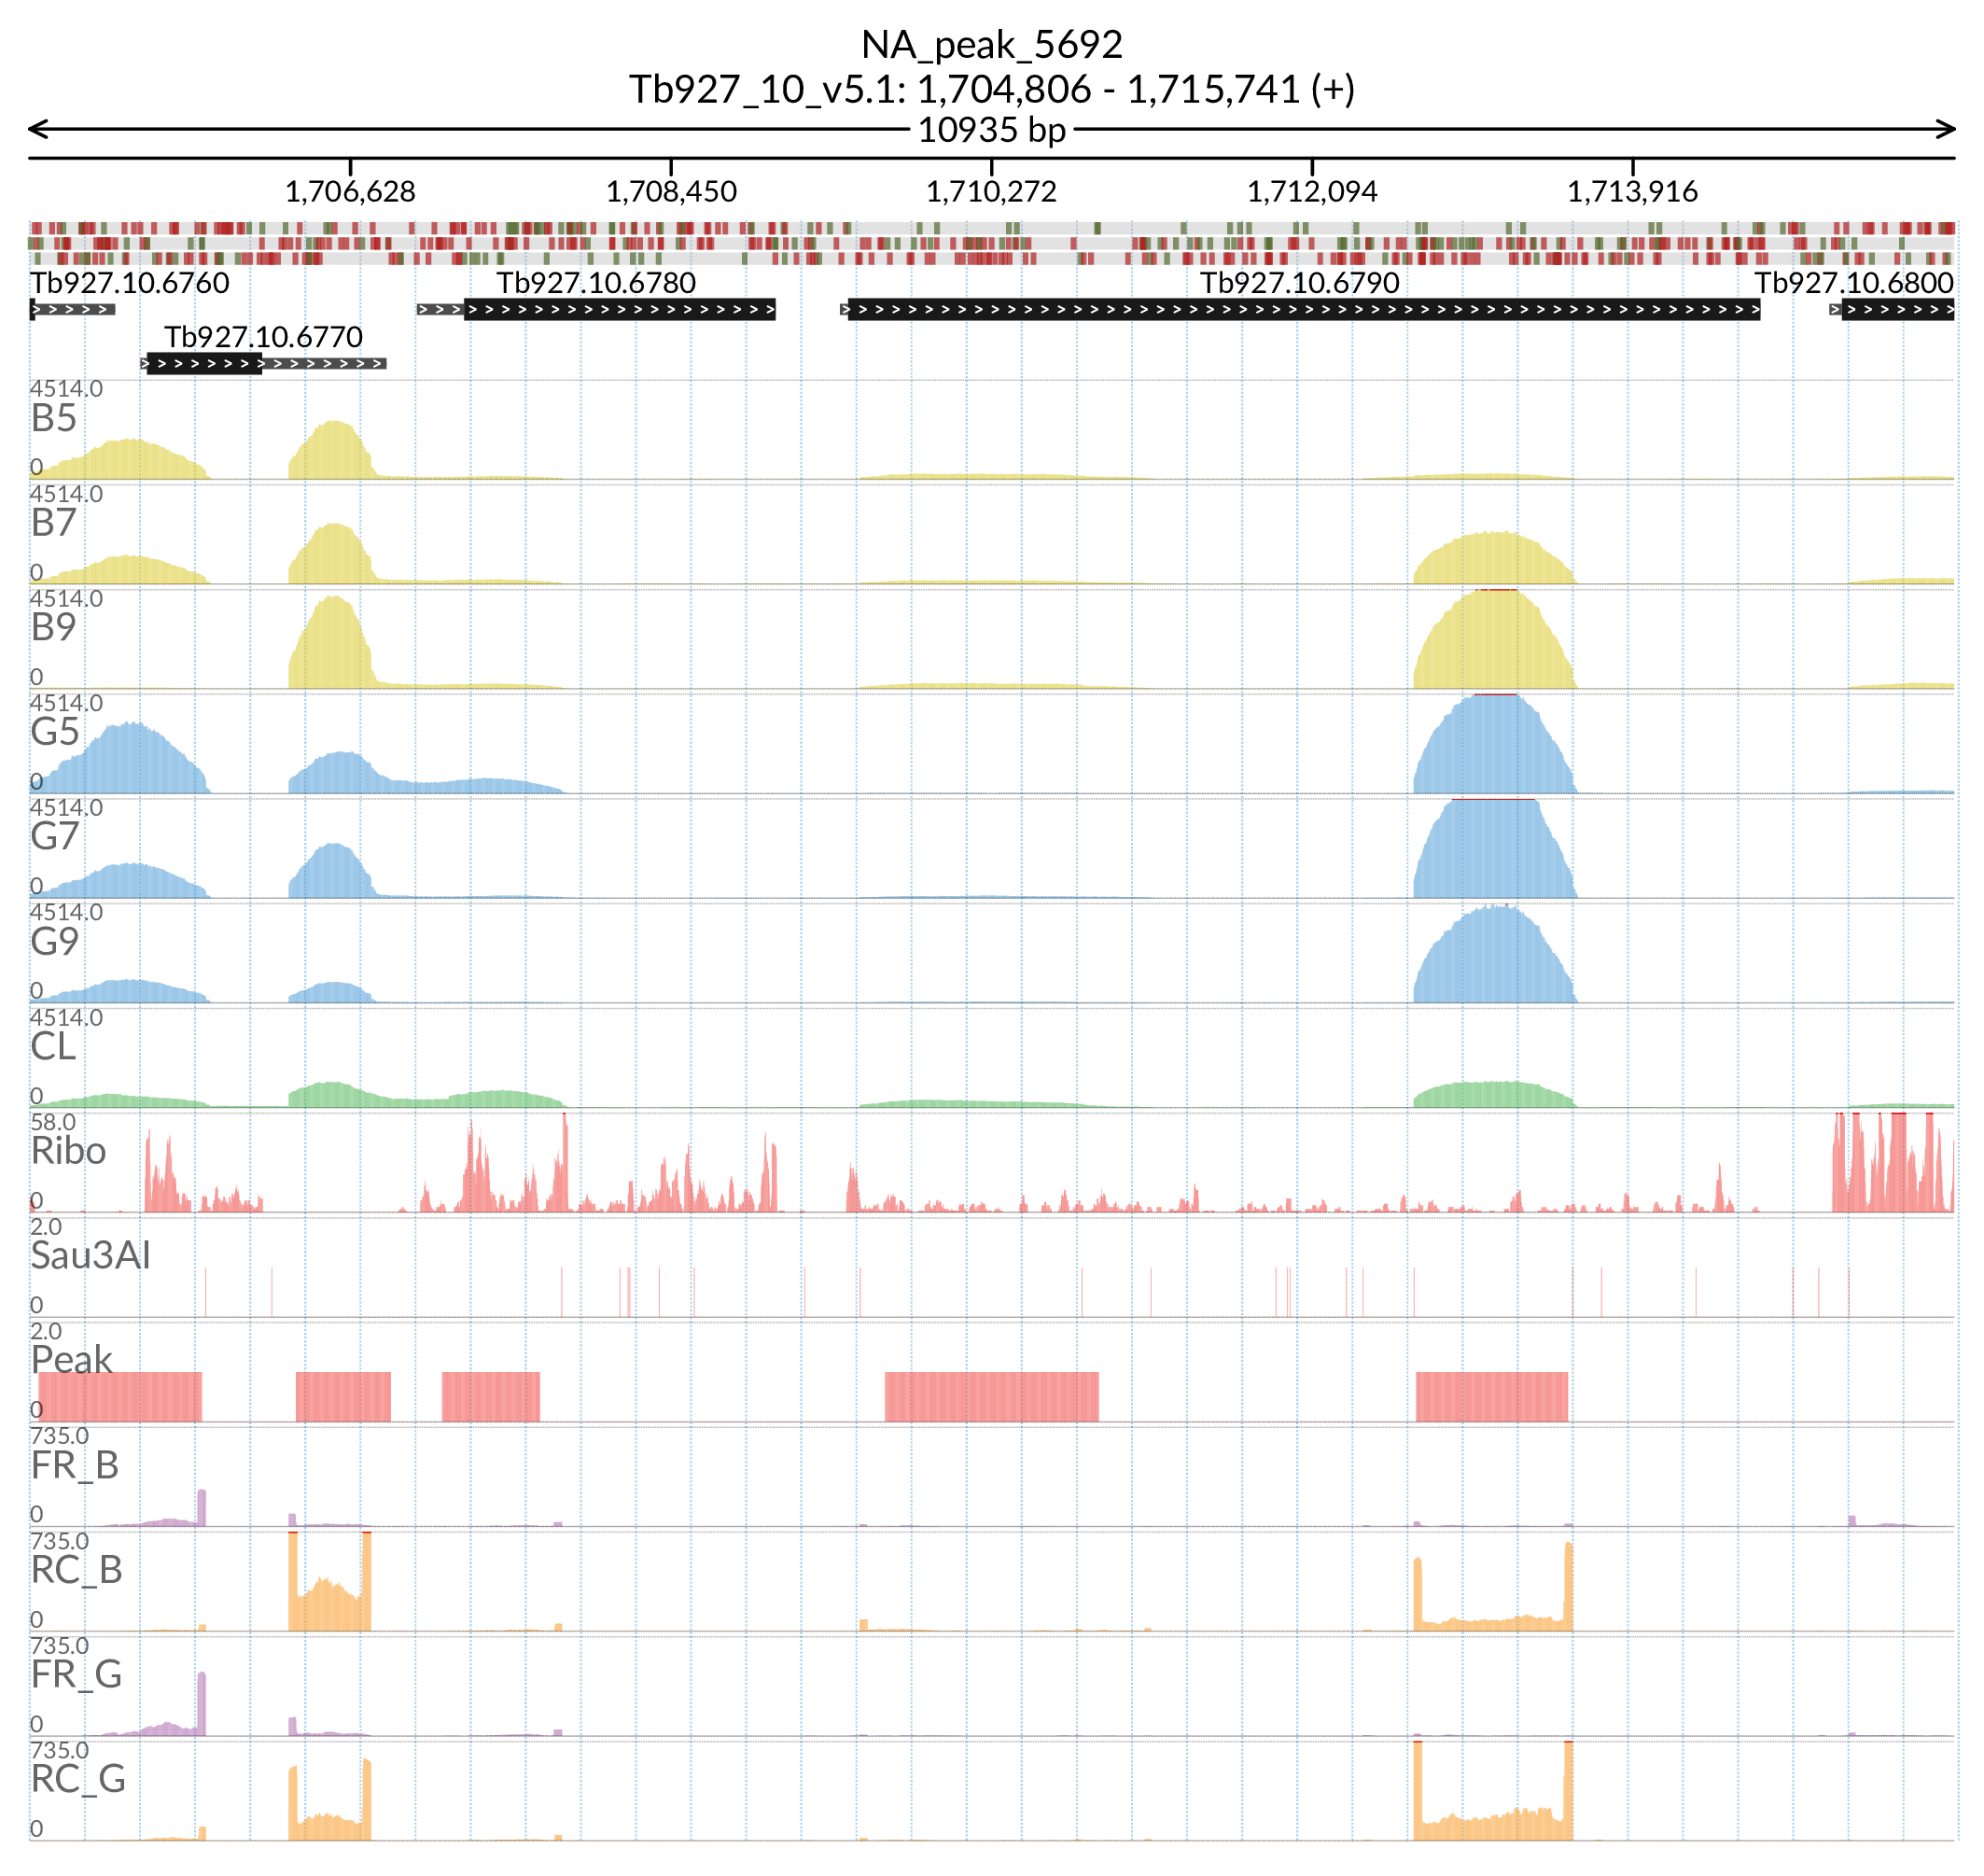 NA_peak_5692
Tb927_10_v5.1: 1,704,806 - 1,715,741 (+)
10935 bp
1,706,628 1,708,450 1,710,272 1,712,094 1,713,916
Tb927.10.6760 Tb927.10.6780 Tb927.10.6790 Tb927.10.6800
Tb927.10.6770
4514.0
B5
0
4514.0
B7
0
4514.0
B9
0
4514.0
G5
0
4514.0
G7
0
4514.0
G9
0
4514.0
CL
0
58.0
Ribo
0
2.0
Sau3AI
0
2.0
Peak
0
735.0
FR_B
0
735.0
RC_B
0
735.0
FR_G
0
735.0
RC_G
0